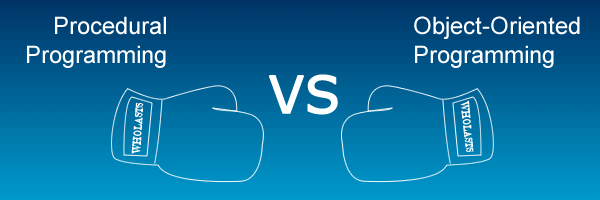 Procedural
Programming
vs
Object-Oriented
Programming
WHOLASTS
WHOLASTS